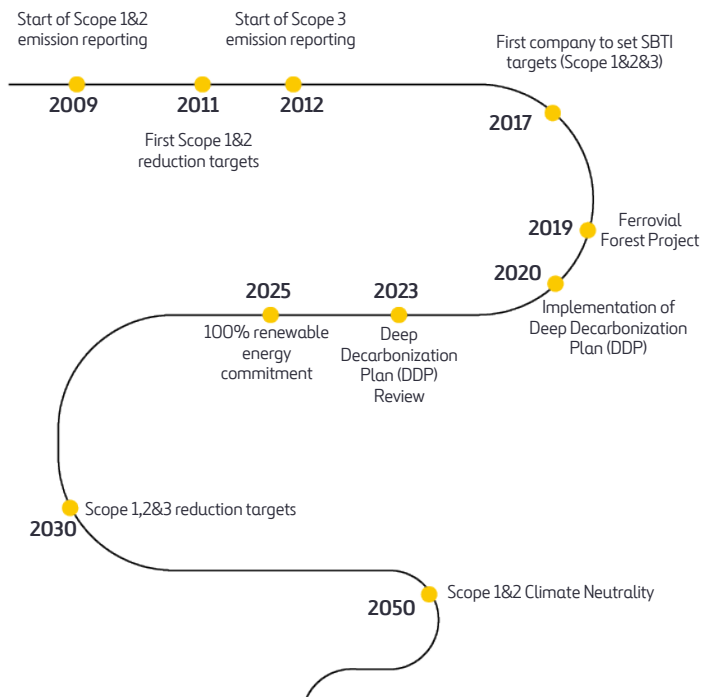 Start of Scope 1&2
emission reporting
2009
2011
First Scope 1&2
reduction targets
Start of Scope 3
emission reporting
2012
First company to set SBTI
targets (Scope 1&2&3)
2017
2019
Ferrovial
Forest Project
2020
Implementation of
Deep Decarbonization
Plan (DDP)
2023
Deep
Decarbonization
Plan (DDP)
Review
2025
100% renewable
energy
commitment
2030
Scope 1,2&3 reduction targets
2050
Scope 1&2 Climate Neutrality